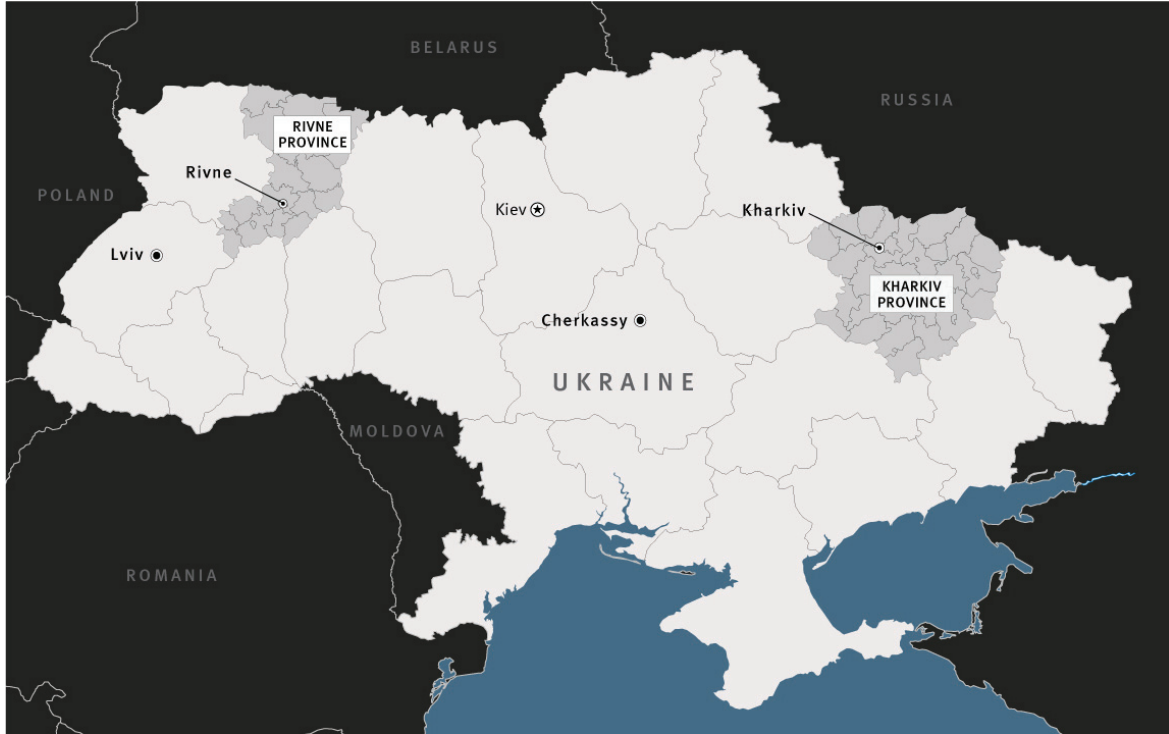 BELARUS
RUSSIA
RIVNE
PROVINCE
Rivne
POLAND
Kiev
Kharkiv
Lviv
KHARKIV
PROVINCE
Cherkassy
UKRAINE
MOLDOVA
ROMANIA